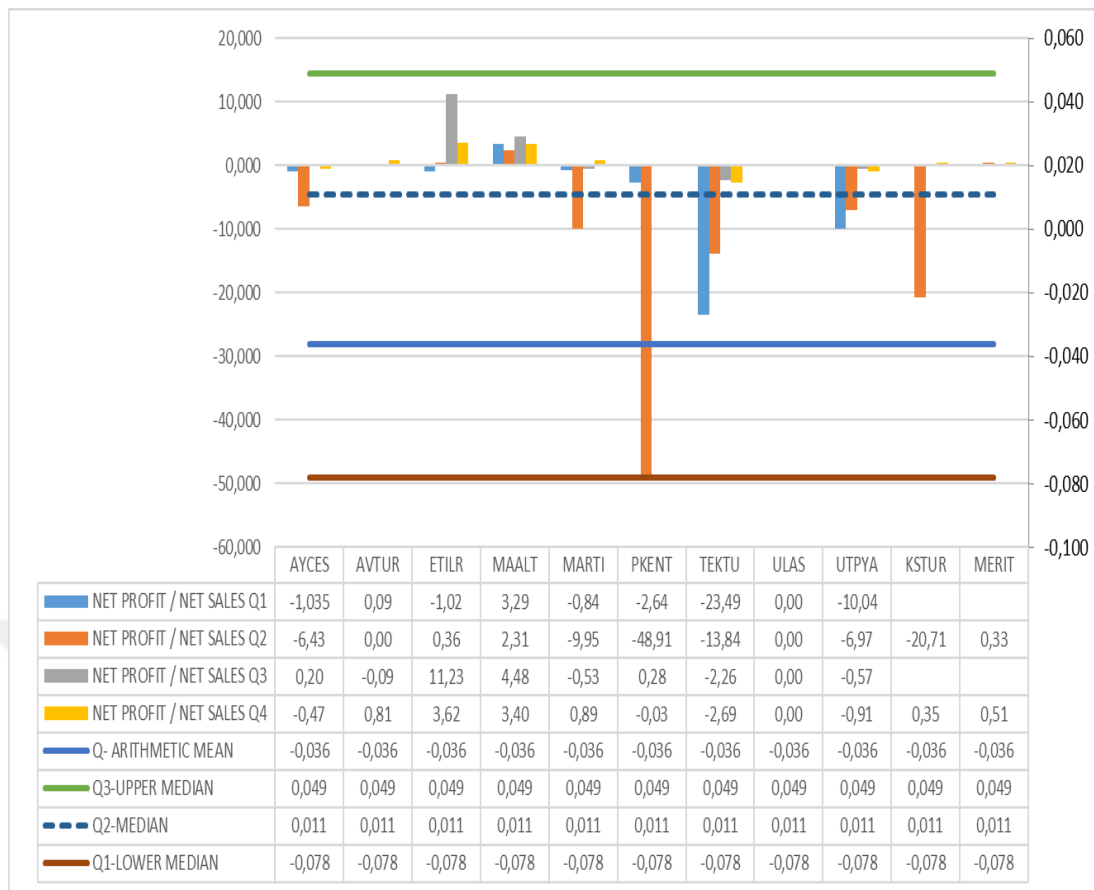 20,000
10,000
0,000
-10,000
-20,000
-30,000
-40,000
-50,000
-60,000
0,060
0,040
0,020
0,000
-0,020
-0,040
-0,060
-0,080
-0,100
AYCES AVTUR ETILR MAALT MARTI PKENT TEKTU ULAS UTPYA KSTUR MERIT
NET PROFIT / NET SALES Q1 -1,035 0,09 -1,02 3,29 -0,84 -2,64 -23,49 0,00 -10,04
NET PROFIT / NET SALES Q2 -6,43 0,00 0,36 2,31 -9,95 -48,91 -13,84 0,00 -6,97 -20,71 0,33
NET PROFIT / NET SALES Q3 0,20 -0,09 11,23 4,48 -0,53 0,28 -2,26 0,00 -0,57
NET PROFIT / NET SALES Q4 -0,47 0,81 3,62 3,40 0,89 -0,03 -2,69 0,00 -0,91 0,35 0,51
Q- ARITHMETIC MEAN -0,036 -0,036 -0,036 -0,036 -0,036 -0,036 -0,036 -0,036 -0,036 -0,036 -0,036
Q3-UPPER MEDIAN 0,049 0,049 0,049 0,049 0,049 0,049 0,049 0,049 0,049 0,049 0,049
Q2-MEDIAN 0,011 0,011 0,011 0,011 0,011 0,011 0,011 0,011 0,011 0,011 0,011
Q1-LOWER MEDIAN -0,078 -0,078 -0,078 -0,078 -0,078 -0,078 -0,078 -0,078 -0,078 -0,078 -0,078